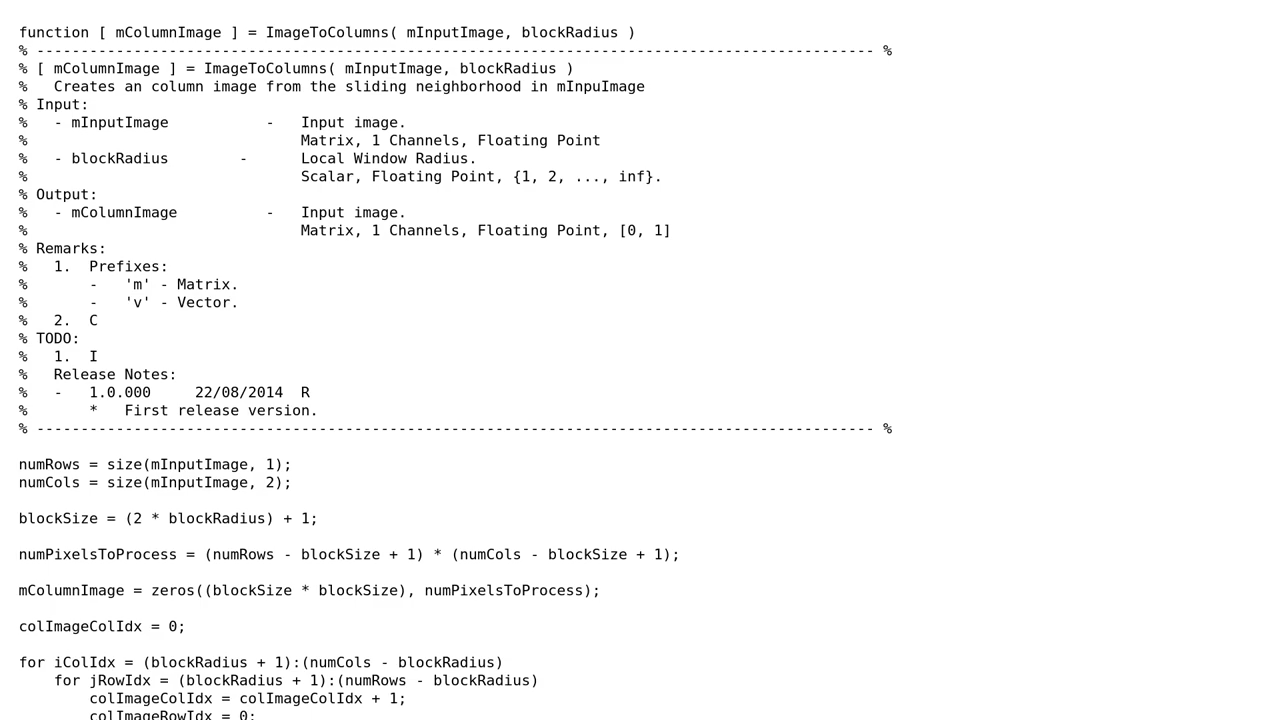 function [ mColumnImage ] = ImageToColumns( mInputImage, blockRadius )
% ----------------------------------------------------------------------------------------------- %
% [ mColumnImage ] = ImageToColumns( mInputImage, blockRadius )
%   Creates an column image from the sliding neighborhood in mInpuImage
% Input:
%   - mInputImage           -   Input image.
%                               Matrix, 1 Channels, Floating Point
%   - blockRadius        -      Local Window Radius.
%                               Scalar, Floating Point, {1, 2, ..., inf}.
% Output:
%   - mColumnImage          -   Input image.
%                               Matrix, 1 Channels, Floating Point, [0, 1]
% Remarks:
%   1.  Prefixes:
%       -   'm' - Matrix.
%       -   'v' - Vector.
%   2.  C
% TODO:
%   1.  I
%   Release Notes:
%   -   1.0.000     22/08/2014  R
%       *   First release version.
% ----------------------------------------------------------------------------------------------- %
numRows = size(mInputImage, 1);
numCols = size(mInputImage, 2);
blockSize = (2 * blockRadius) + 1;
numPixelsToProcess = (numRows - blockSize + 1) * (numCols - blockSize + 1);
mColumnImage = zeros((blockSize * blockSize), numPixelsToProcess);
colImageColIdx = 0;
for iColIdx = (blockRadius + 1):(numCols - blockRadius)
    for jRowIdx = (blockRadius + 1):(numRows - blockRadius)
        colImageColIdx = colImageColIdx + 1;
        colImageRowIdx = 0;